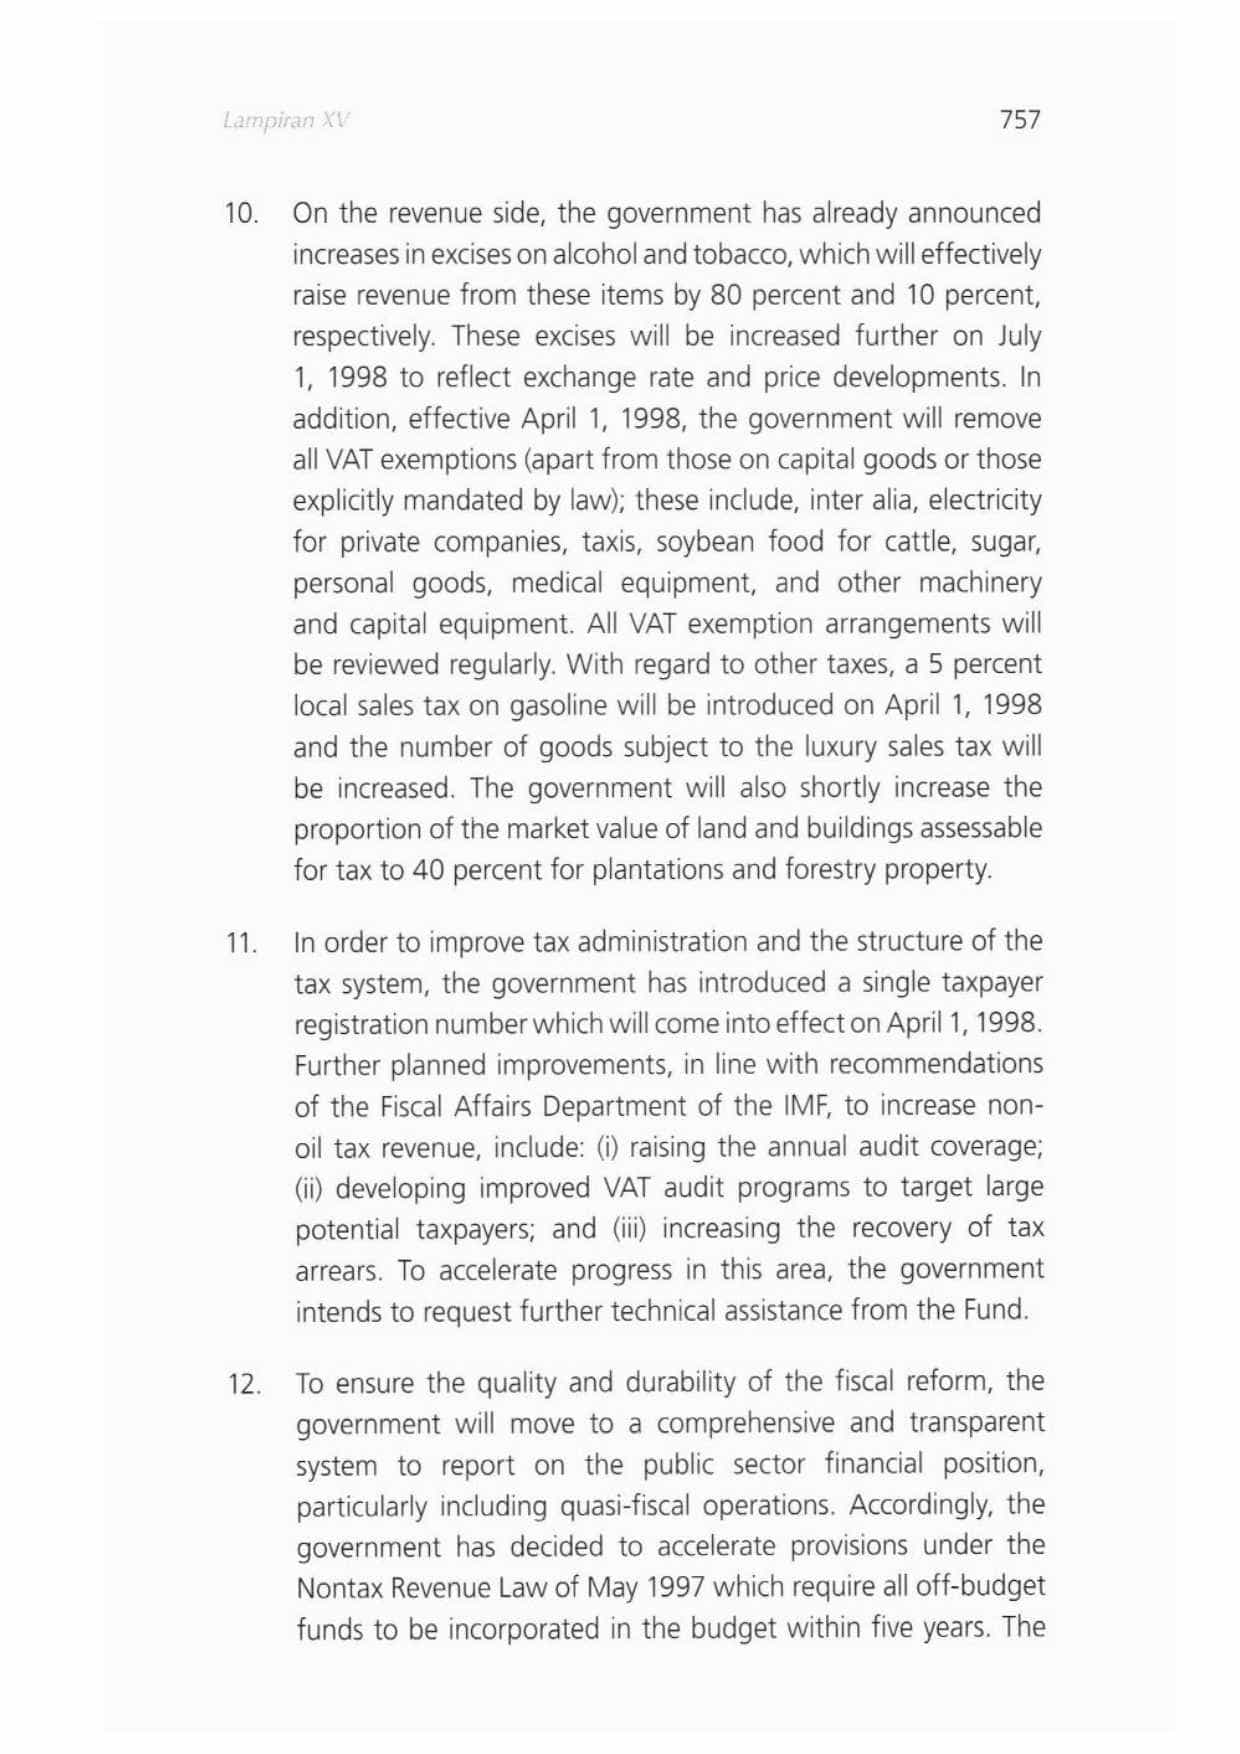 Lampiran XV
757
10. On the revenue side, the government has already announced
increases in excises on alcohol and tobacco, which will effectively
raise revenue from these items by 80 percent and 10 percent,
respectively. These excises will be increased further on July
1, 1998 to reflect exchange rate and price developments. In
addition, effective April 1, 1998, the government will remove
all VAT exemptions (apart from those on capital goods or those
explicitly mandated by law); these include, inter alia, electricity
for private companies, taxis, soybean food for cattle, sugar,
personal goods, medical equipment, and other machinery
and capital equipment. All VAT exemption arrangements will
be reviewed regularly. With regard to other taxes, a 5 percent
local sales tax on gasoline will be introduced on April 1, 1998
and the number of goods subject to the luxury sales tax will
be increased. The government will also shortly increase the
proportion of the market value of land and buildings assessable
for tax to 40 percent for plantations and forestry property.
11. In order to improve tax administration and the structure of the
tax system, the government has introduced a single taxpayer
registration number which will come into effect on April 1, 1998.
Further planned improvements, in line with recommendations
of the Fiscal Affairs Department of the IMF, to increase non-
oil tax revenue, include: (i) raising the annual audit coverage;
(ii) developing improved VAT audit programs to target large
potential taxpayers; and (iii) increasing the recovery of tax
arrears. To accelerate progress in this area, the government
intends to request further technical assistance from the Fund.
12. To ensure the quality and durability of the fiscal reform, the
government will move to a comprehensive and transparent
system to report on the public sector financial position,
particularly including quasi-fiscal operations. Accordingly, the
government has decided to accelerate provisions under the
Nontax Revenue Law of May 1997 which require all off-budget
funds to be incorporated in the budget within five years. The